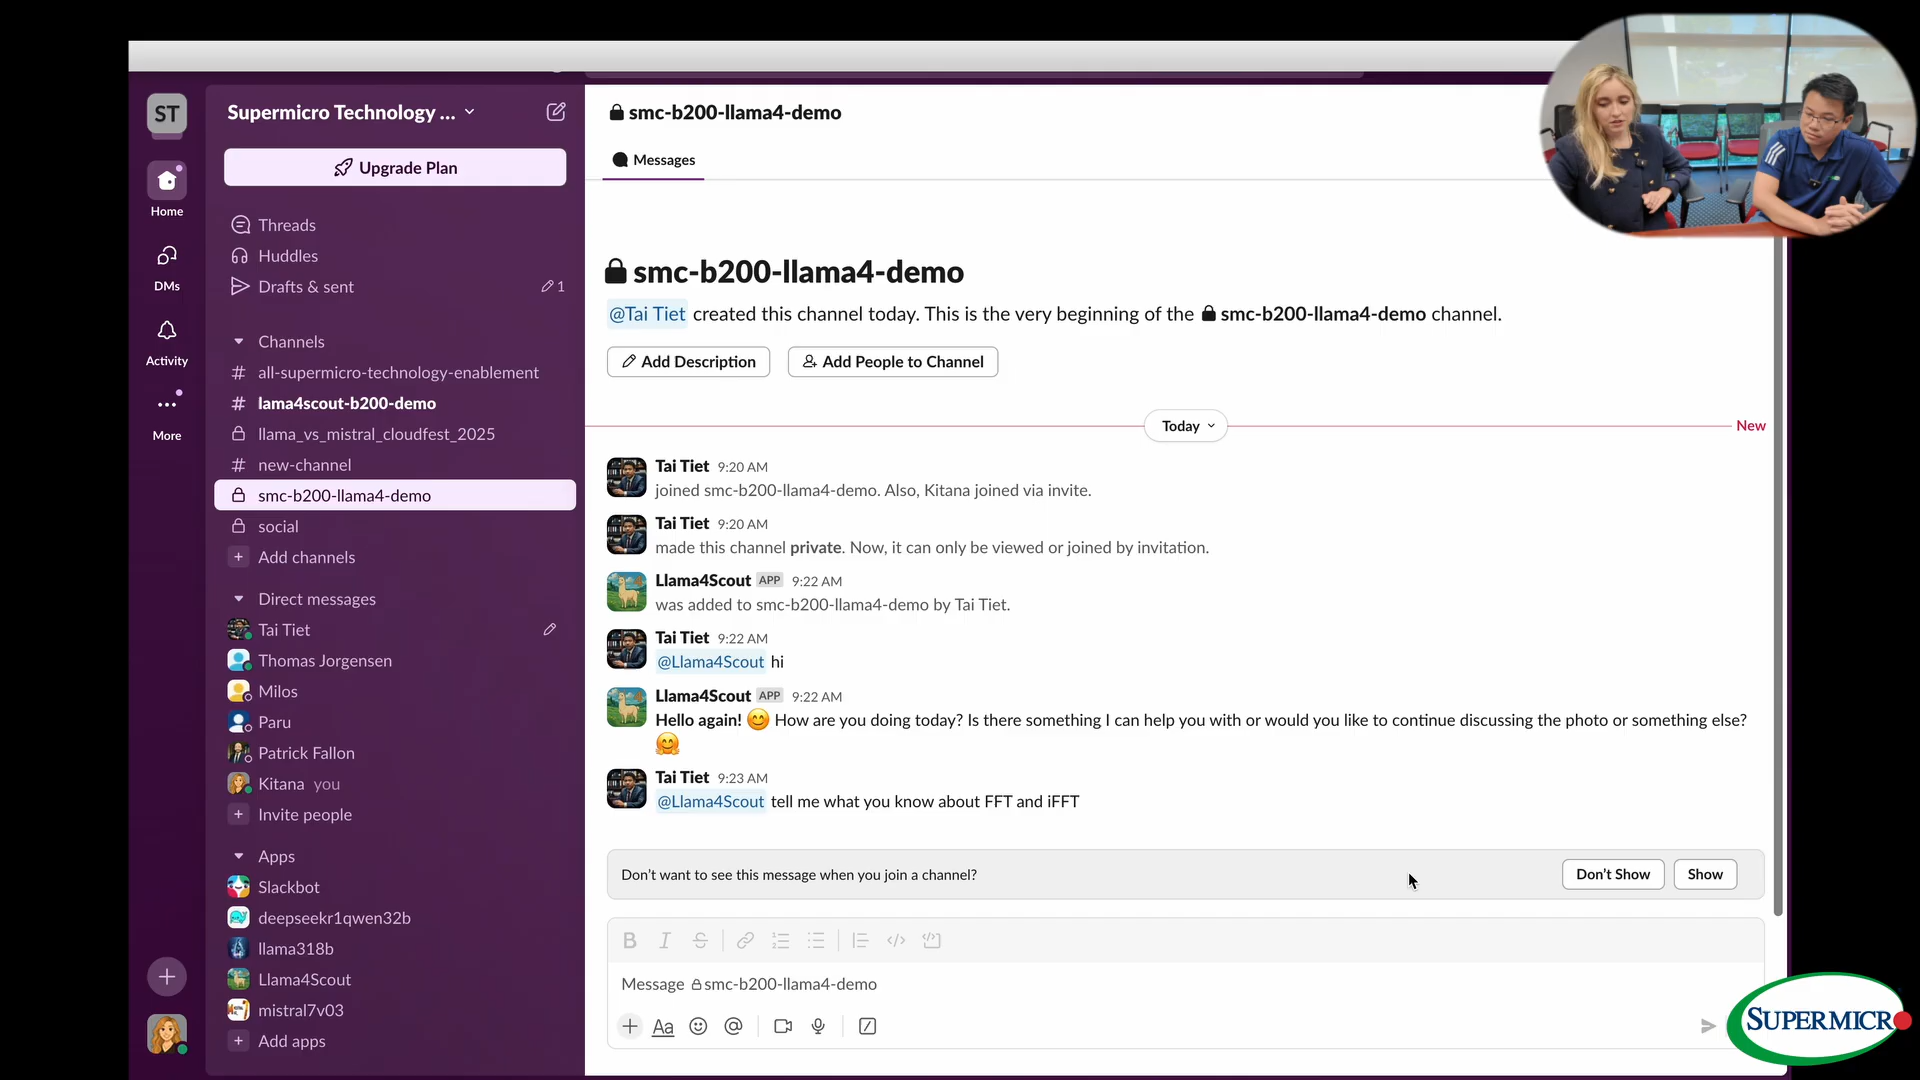 ST
Home
DMs
Activity
More
Supermicro Technology ...
Upgrade Plan
Threads
Huddles
Drafts & sent 1
Channels
# all-supermicro-technology-enablement
# lama4scout-b200-demo
llama_vs_mistral_cloudfest_2025
# new-channel
smc-b200-llama4-demo
social
+ Add channels
Direct messages
Tai Tiet
Thomas Jorgensen
Milos
Paru
Patrick Fallon
Kitana you
+ Invite people
Apps
Slackbot
deepseekr1qwen32b
llama318b
Llama4Scout
mistral7v03
+ Add apps
smc-b200-llama4-demo
Messages
smc-b200-llama4-demo
@Tai Tiet created this channel today. This is the very beginning of the smc-b200-llama4-demo channel.
Add Description Add People to Channel
Today New
Tai Tiet 9:20 AM
joined smc-b200-llama4-demo. Also, Kitana joined via invite.
Tai Tiet 9:20 AM
made this channel private. Now, it can only be viewed or joined by invitation.
Llama4Scout APP 9:22 AM
was added to smc-b200-llama4-demo by Tai Tiet.
Tai Tiet 9:22 AM
@Llama4Scout hi
Llama4Scout APP 9:22 AM
Hello again! 😊 How are you doing today? Is there something I can help you with or would you like to continue discussing the photo or something else?
🤗
Tai Tiet 9:23 AM
@Llama4Scout tell me what you know about FFT and iFFT
Don't want to see this message when you join a channel? Don't Show Show
B I S
Message smc-b200-llama4-demo
+ Aa @
SUPERMICRO